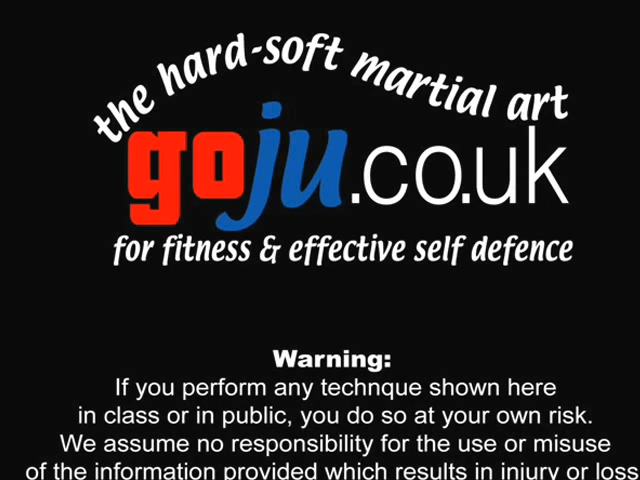 the hard-soft martial art
goju.co.uk
for fitness & effective self defence
Warning:
If you perform any technque shown here
in class or in public, you do so at your own risk.
We assume no responsibility for the use or misuse
of the information provided which results in injury or loss